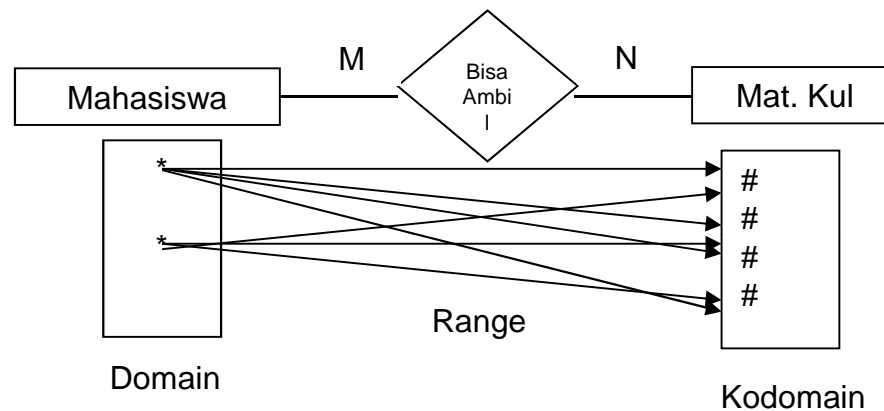 M
N
Bisa
Ambi
l
Mahasiswa
Mat. Kul
*
#
#
*
#
#
Range
Domain
Kodomain